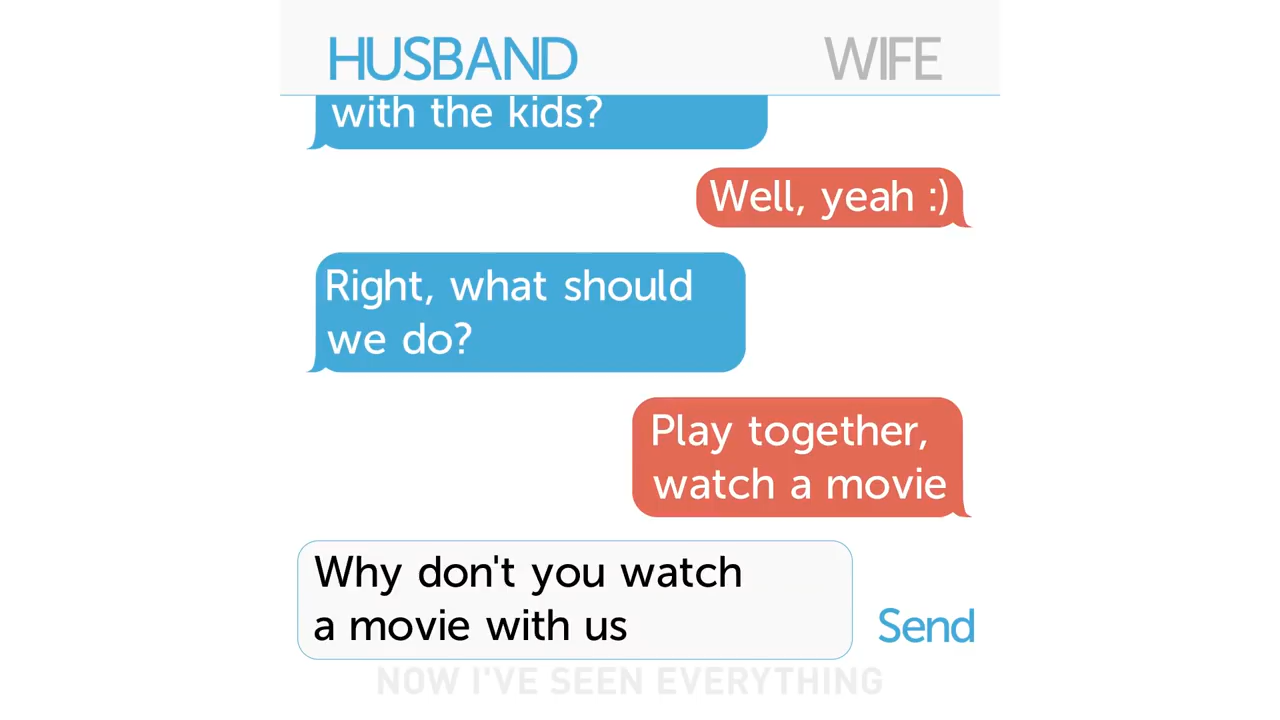 HUSBAND
WIFE
with the kids?
Well, yeah :)
Right, what should
we do?
Play together,
watch a movie
Why don't you watch
a movie with us
Send
NOW I'VE SEEN EVERYTHING